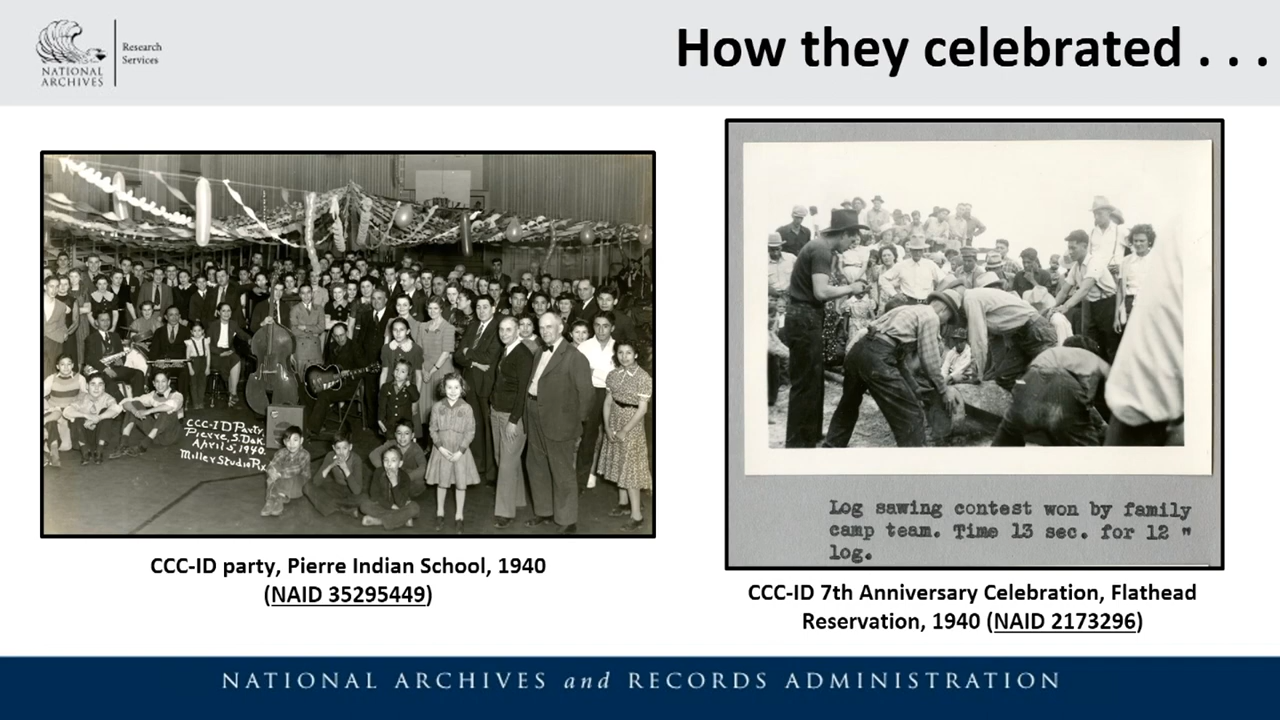 NATIONAL
ARCHIVES
Research
Services
How they celebrated . . .
CCC-ID Party,
Pierre, S. Dak.
April 5, 1940.
Miller Studio Px
CCC-ID party, Pierre Indian School, 1940
(NAID 35295449)
Log sawing contest won by family
camp team. Time 13 sec. for 12 "
log.
CCC-ID 7th Anniversary Celebration, Flathead
Reservation, 1940 (NAID 2173296)
NATIONAL ARCHIVES and RECORDS ADMINISTRATION